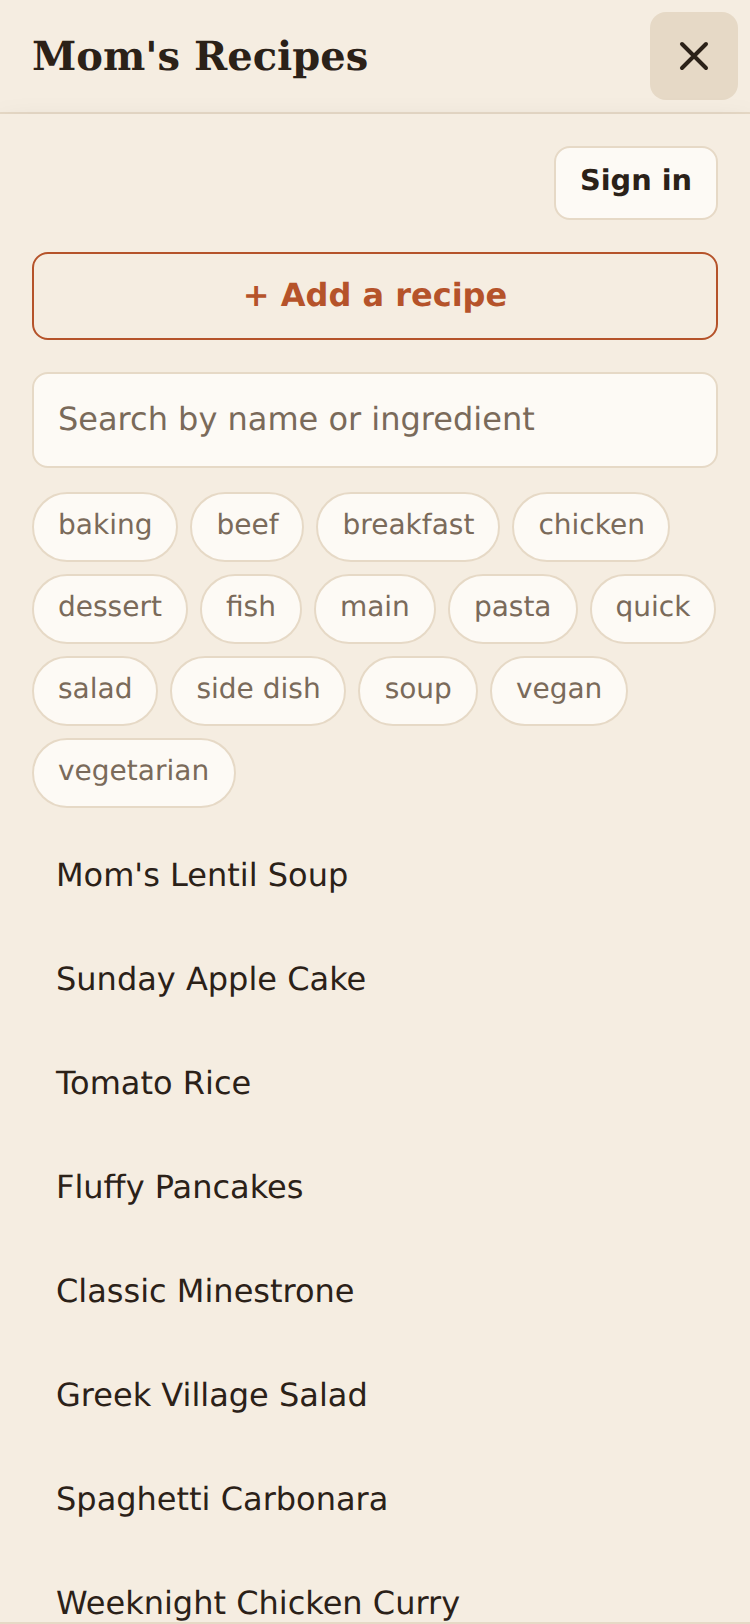 Mom's Recipes
Sign in
+ Add a recipe
Search by name or ingredient
baking beef breakfast chicken
dessert fish main pasta quick
salad side dish soup vegan
vegetarian
Mom's Lentil Soup
Sunday Apple Cake
Tomato Rice
Fluffy Pancakes
Classic Minestrone
Greek Village Salad
Spaghetti Carbonara
Weeknight Chicken Curry